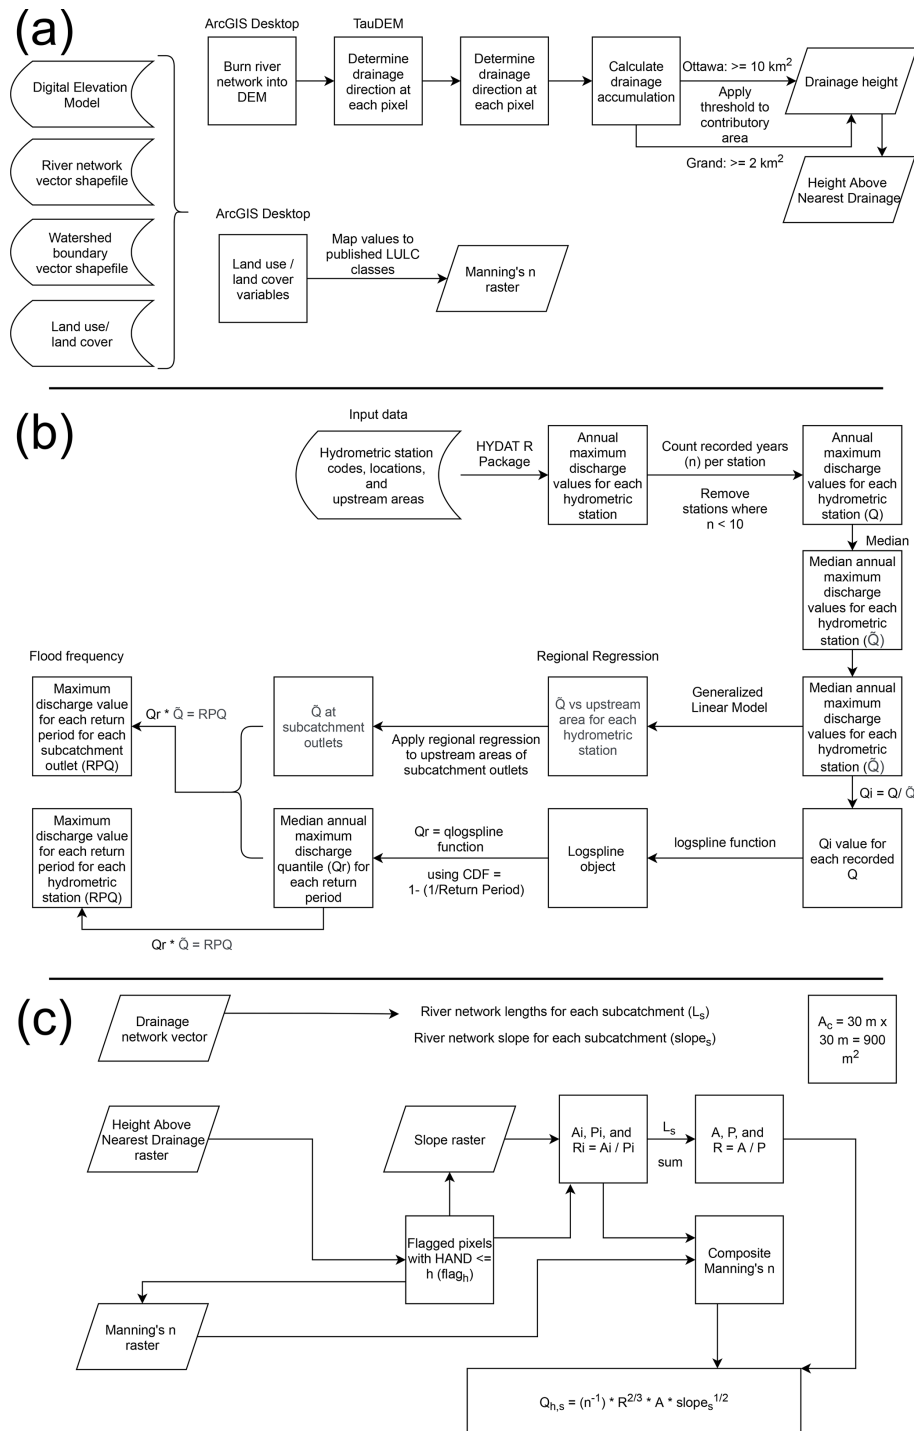 (a)
ArcGIS Desktop
TauDEM
Digital Elevation
Model
River network
vector shapefile
Watershed
boundary
vector shapefile
Land use/
land cover
Burn river
network into
DEM
Determine
drainage
direction at
each pixel
Determine
drainage
direction at
each pixel
Calculate
drainage
accumulation
Ottawa: >= 10 km²
Apply
threshold to
contributory
area
Grand: >= 2 km²
Drainage height
Height Above
Nearest Drainage
ArcGIS Desktop
Land use /
land cover
variables
Map values to
published LULC
classes
Manning's n
raster
(b)
Input data
Hydrometric station
codes, locations,
and
upstream areas
HYDAT R
Package
Annual
maximum
discharge
values for each
hydrometric
station
Count recorded years
(n) per station
Remove
stations where
n < 10
Annual
maximum
discharge
values for each
hydrometric
station (Q)
Median
Median annual
maximum
discharge
values for each
hydrometric
station (Q̃)
Median annual
maximum
discharge
values for each
hydrometric
station (Q̃)
Generalized
Linear Model
Regional Regression
Q̃ vs upstream
area for each
hydrometric
station
Apply regional regression
to upstream areas of
subcatchment outlets
Q̃ at
subcatchment
outlets
Flood frequency
Qr * Q̃ = RPQ
Maximum
discharge value
for each return
period for each
subcatchment
outlet (RPQ)
Qi = Q/ Q̃
Qi value for
each recorded
Q
logspline function
Logspline
object
Qr = qlogspline
function
using CDF =
1- (1/Return Period)
Median annual
maximum
discharge
quantile (Qr) for
each return
period
Maximum
discharge value
for each return
period for each
hydrometric
station (RPQ)
Qr * Q̃ = RPQ
(c)
Drainage
network vector
River network lengths for each subcatchment (Lₛ)
River network slope for each subcatchment (slopeₛ)
A_c = 30 m x
30 m = 900
m²
Height Above
Nearest Drainage
raster
Slope raster
Ai, Pi, and
Ri = Ai / Pi
Lₛ
sum
A, P, and
R = A / P
Flagged pixels
with HAND <=
h (flagₕ)
Composite
Manning's n
Manning's n
raster
Qₕ,ₛ = (n⁻¹) * R^2/3 * A * slopeₛ^1/2